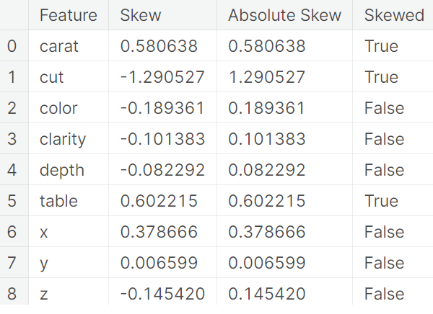 Feature Skew Absolute Skew Skewed
0 carat 0.580638 0.580638 True
1 cut -1.290527 1.290527 True
2 color -0.189361 0.189361 False
3 clarity -0.101383 0.101383 False
4 depth -0.082292 0.082292 False
5 table 0.602215 0.602215 True
6 x 0.378666 0.378666 False
7 y 0.006599 0.006599 False
8 z -0.145420 0.145420 False